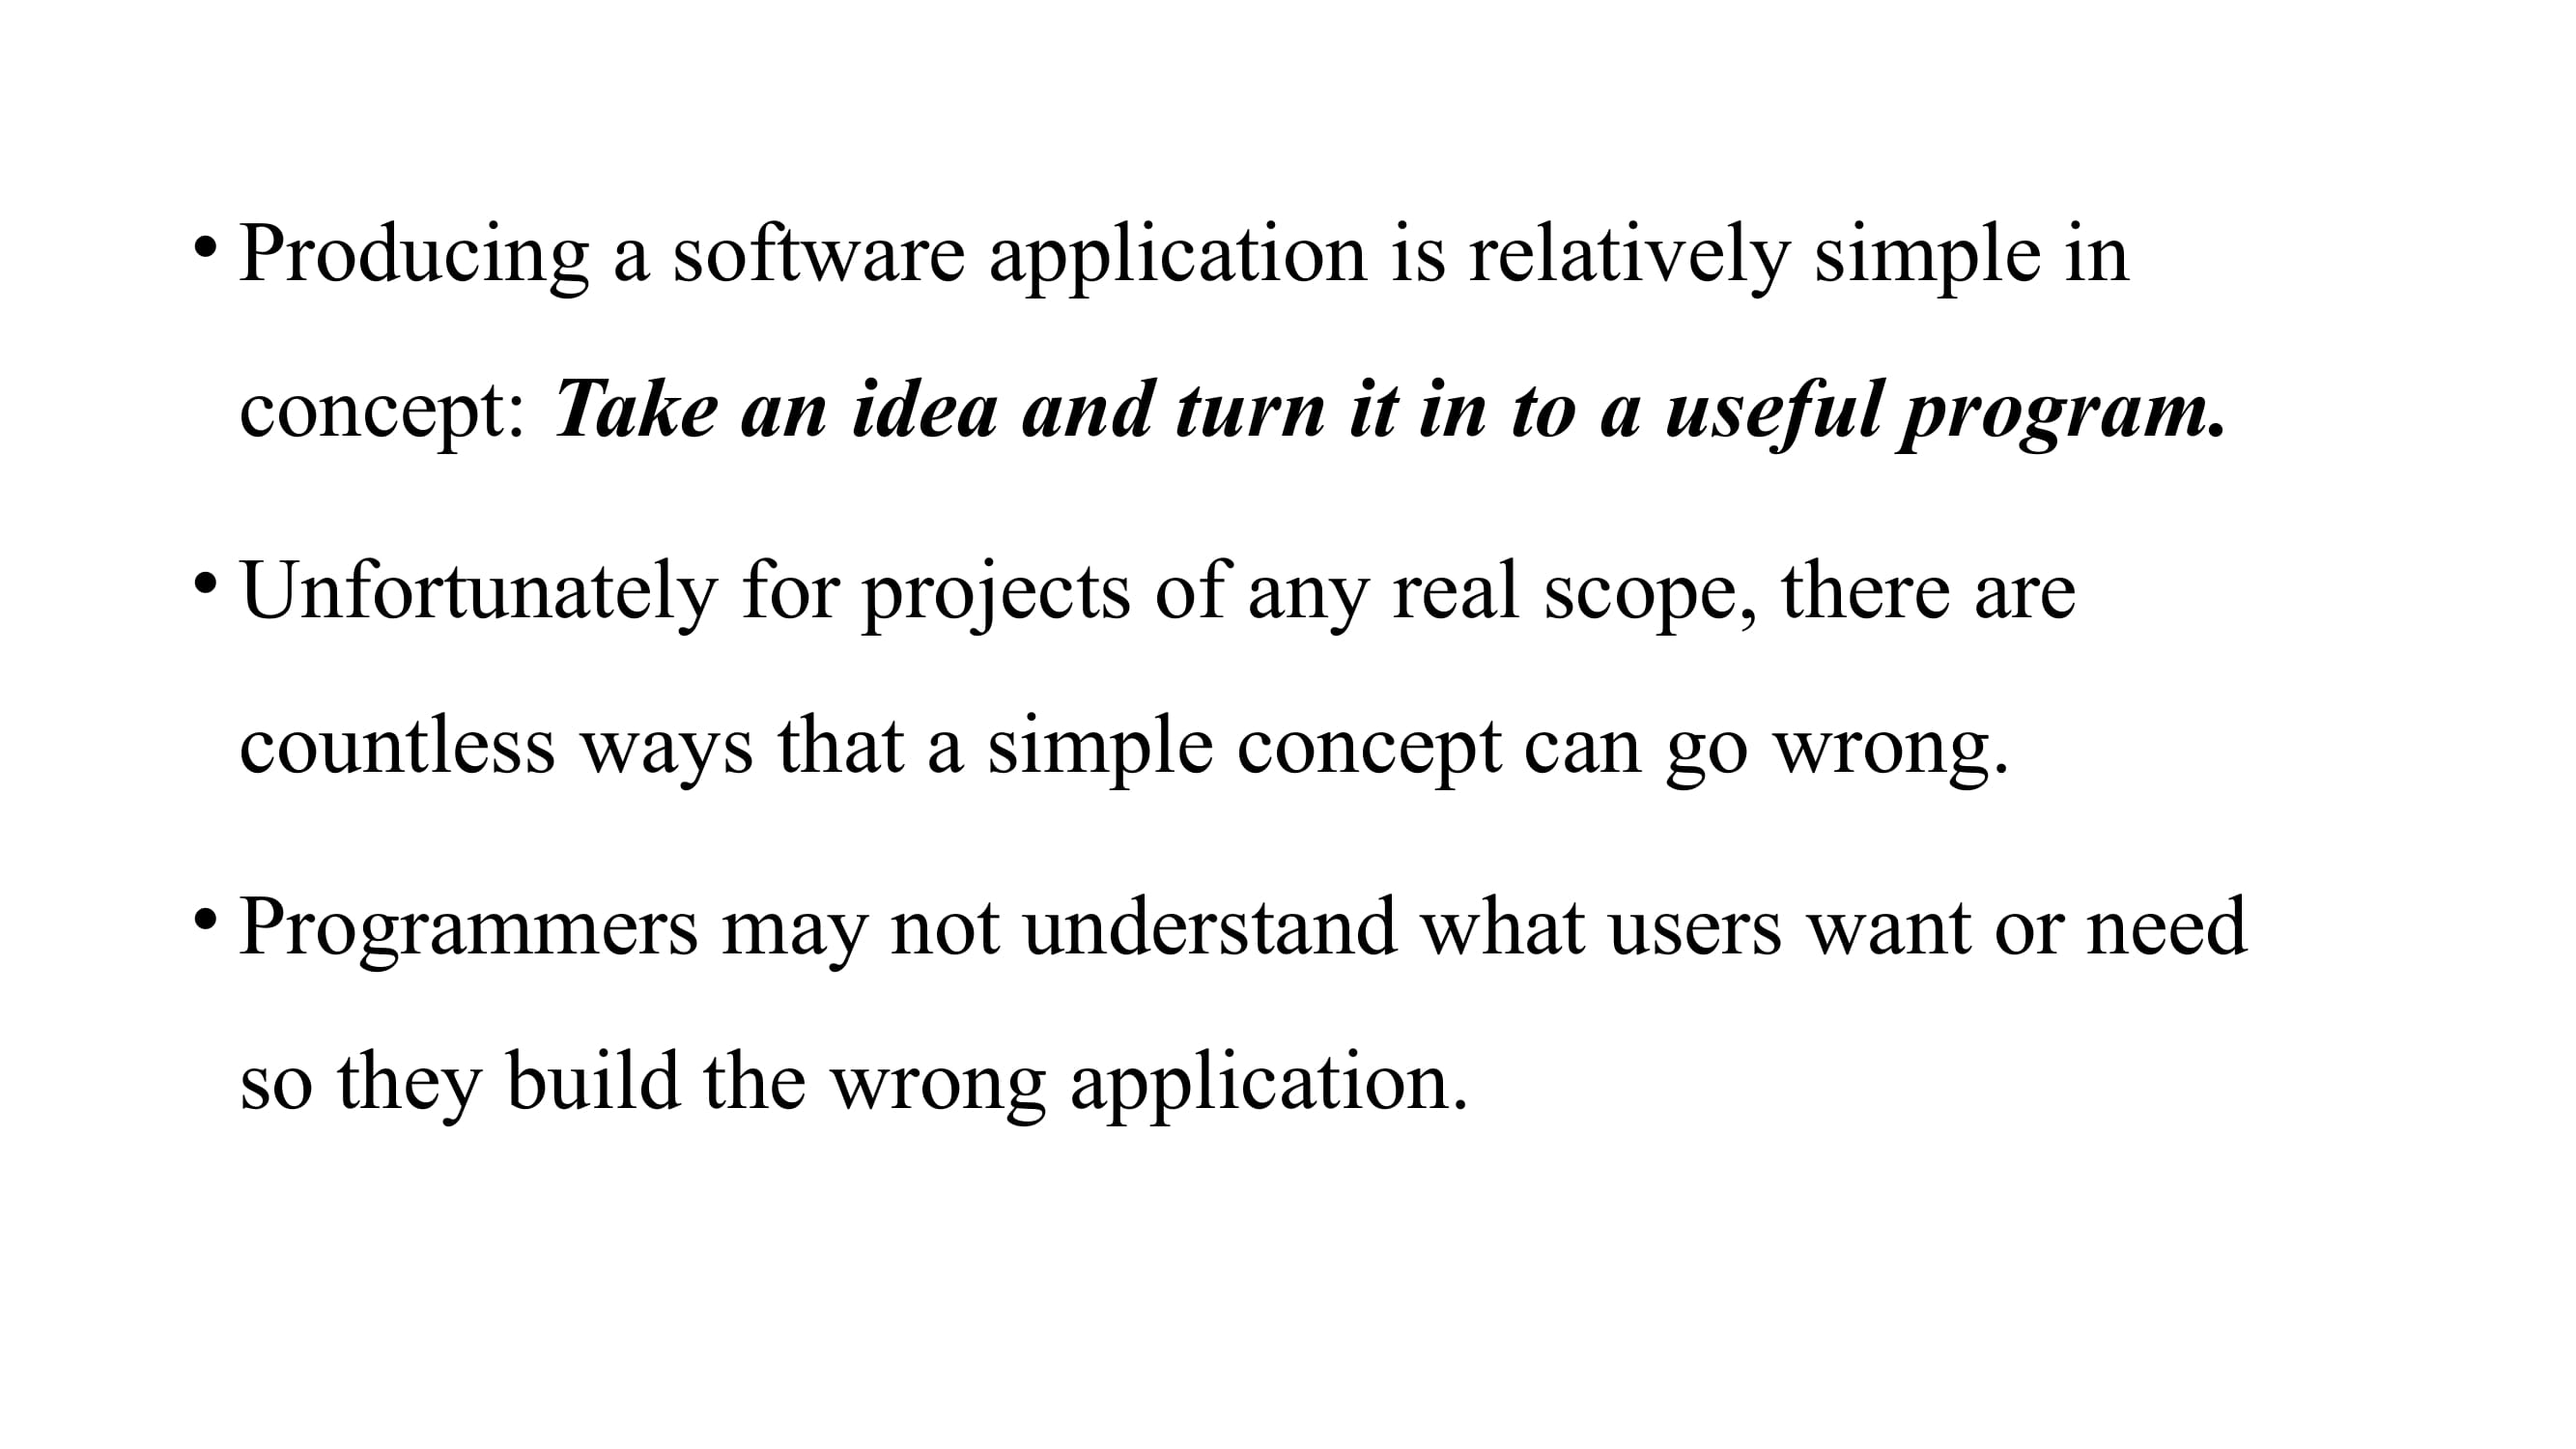 • Producing a software application is relatively simple in
concept: Take an idea and turn it in to a useful program.
• Unfortunately for projects of any real scope, there are
countless ways that a simple concept can go wrong.
• Programmers may not understand what users want or need
so they build the wrong application.